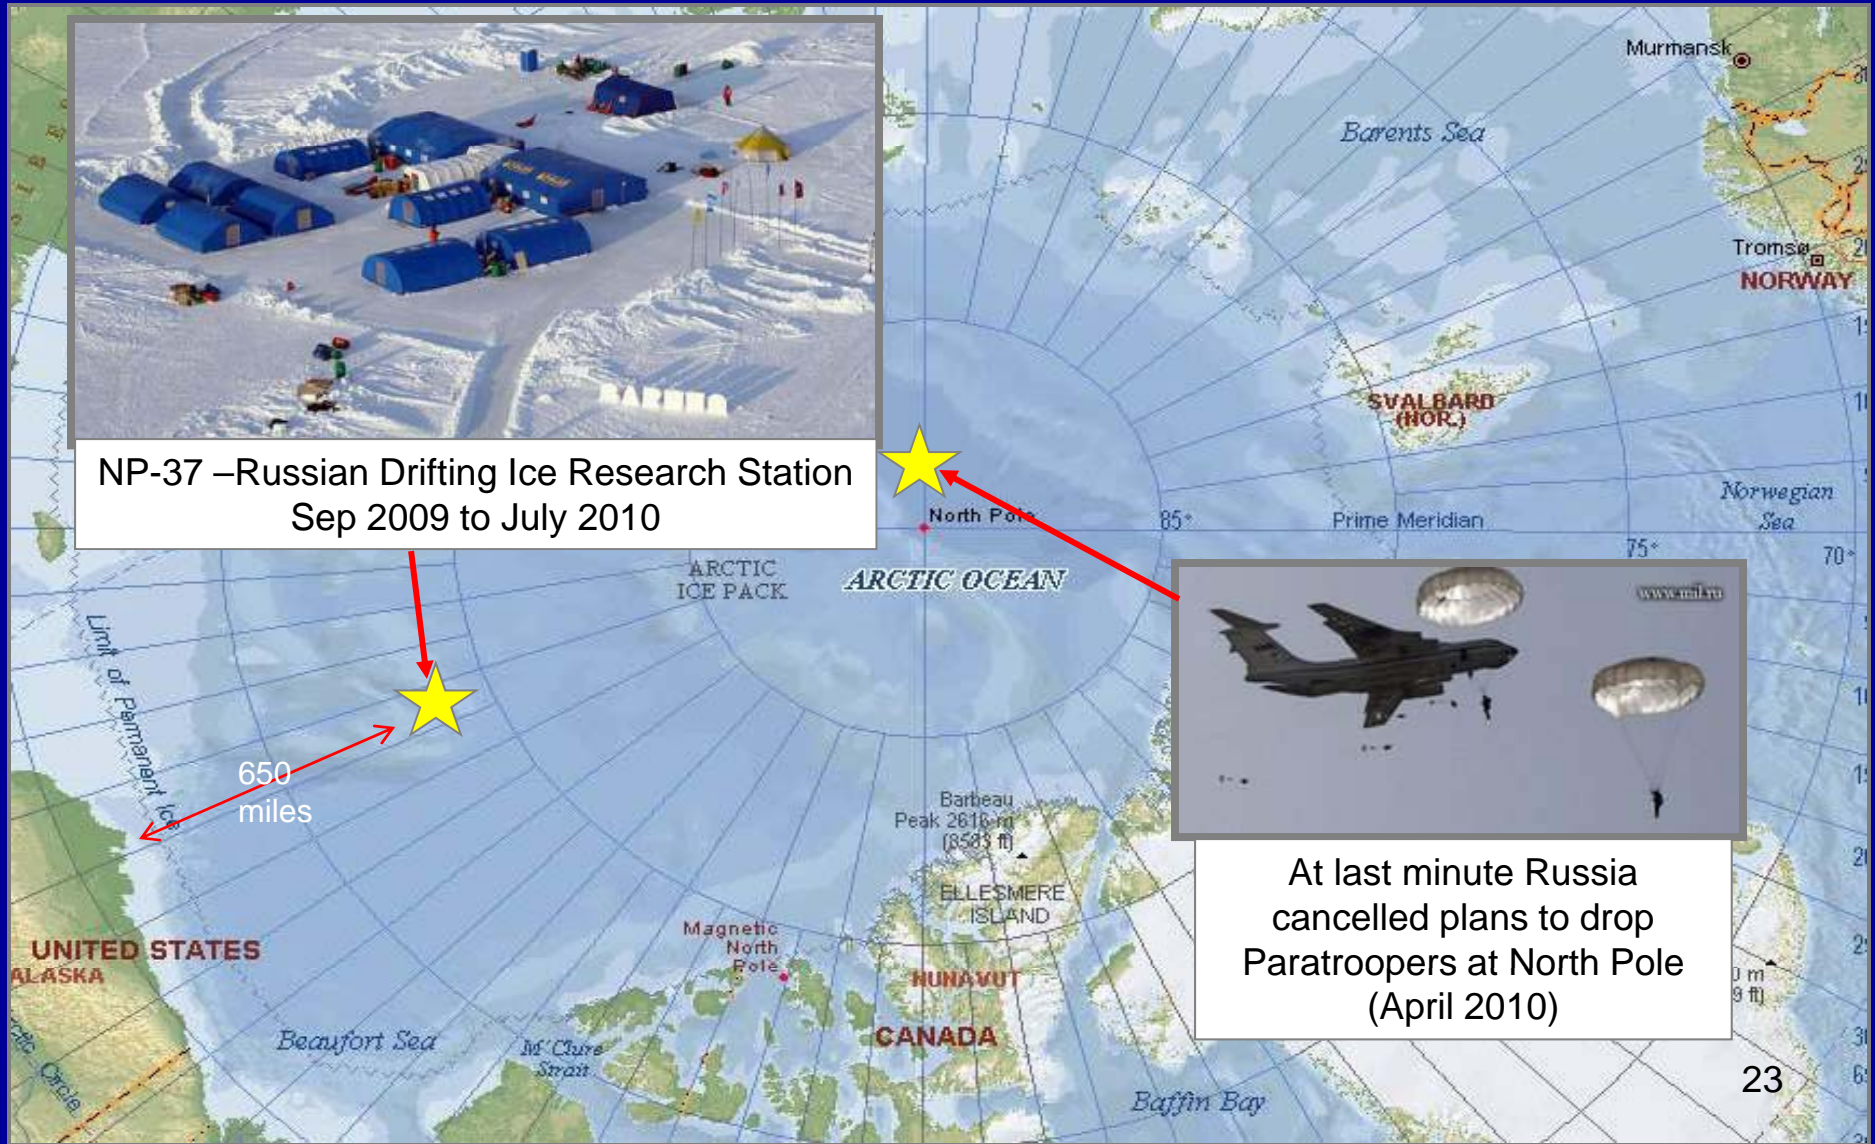 Murmansk
Barents Sea
Tromsø
NORWAY
BARNEO
SVALBARD
(NOR.)
NP-37 –Russian Drifting Ice Research Station
Sep 2009 to July 2010
North Pole
85°
Prime Meridian
Norwegian
Sea
75°
70°
ARCTIC
ICE PACK
ARCTIC OCEAN
www.mil.ru
Limit of Permanent Ice
650
miles
Barbeau
Peak 2616 m
(8583 ft)
ELLESMERE
ISLAND
At last minute Russia
cancelled plans to drop
Paratroopers at North Pole
(April 2010)
UNITED STATES
ALASKA
Magnetic
North
Pole
NUNAVUT
CANADA
Beaufort Sea
M'Clure
Strait
Circle
Baffin Bay
23